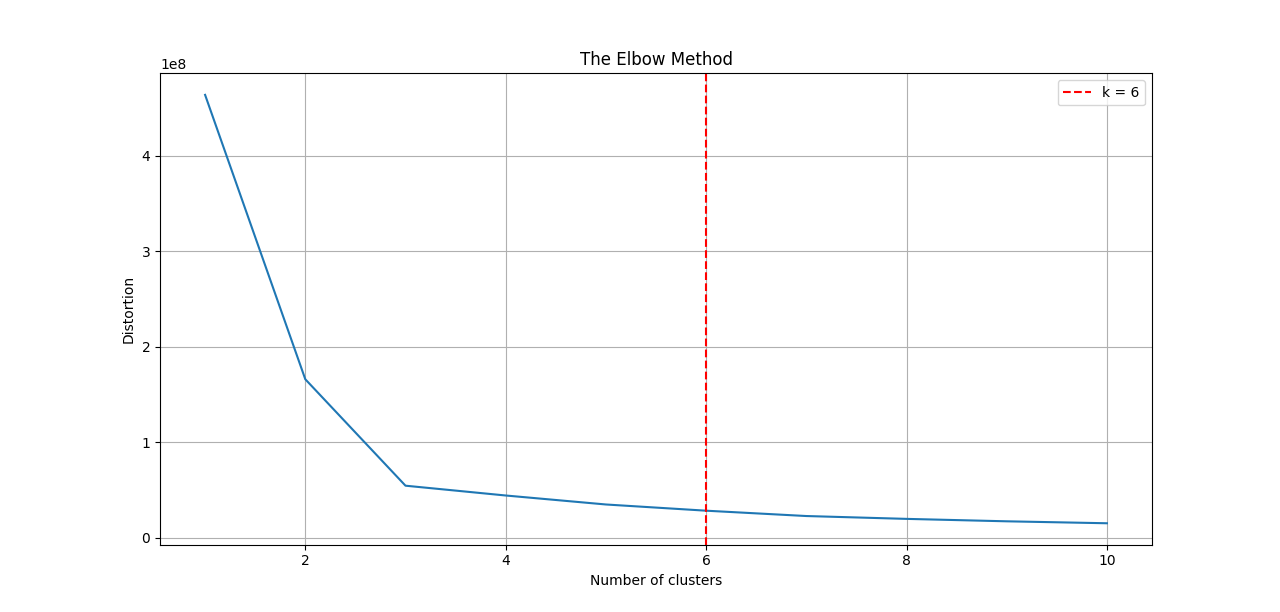 The Elbow Method
1e8
k = 6
4
3
2
1
0
Distortion
2 4 6 8 10
Number of clusters